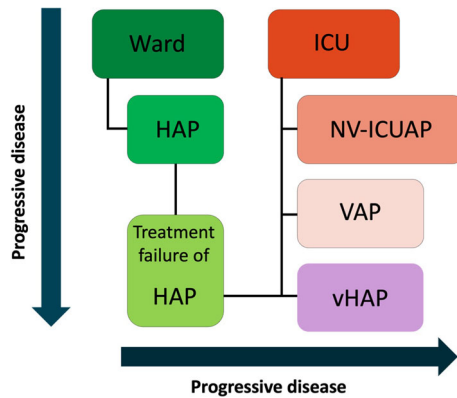 Ward
ICU
HAP
NV-ICUAP
VAP
Treatment
failure of
HAP
vHAP
Progressive disease
Progressive disease